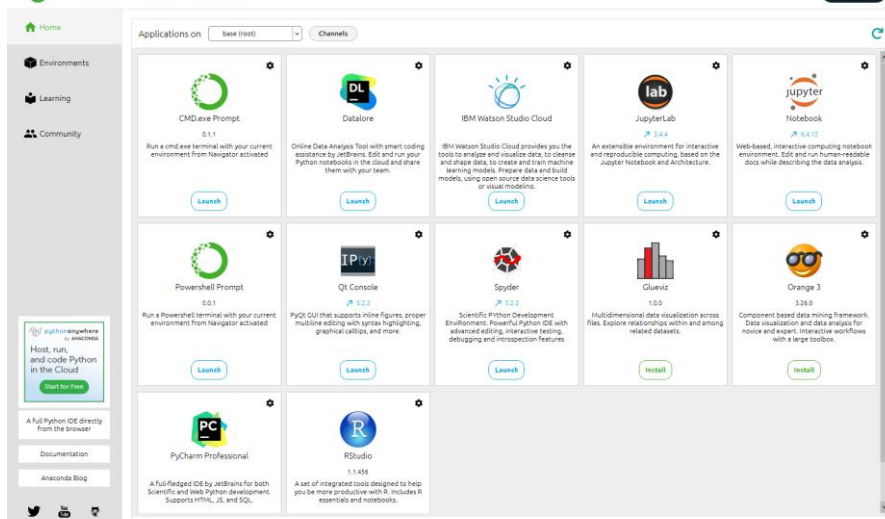 Home
Applications on base (root) Channels
Environments
Learning
Community
CMD.exe Prompt
0.1.1
Run a cmd.exe terminal with your current
environment from Navigator activated
Launch
DL
Datalore
Online Data Analysis Tool with smart coding
assistance by JetBrains. Edit and run your
Python notebooks in the cloud and share
them with your team.
Launch
IBM Watson Studio Cloud
IBM Watson Studio Cloud provides you the
tools to analyze and visualize data, to cleanse
and shape data, to create and train machine
learning models. Prepare data and build
models, using open source data science tools
or visual modeling.
Launch
lab
JupyterLab
3.4.4
An extensible environment for interactive
and reproducible computing, based on the
Jupyter Notebook and Architecture.
Launch
jupyter
Notebook
6.4.12
Web-based, interactive computing notebook
environment. Edit and run human-readable
docs while describing the data analysis.
Launch
Powershell Prompt
0.0.1
Run a Powershell terminal with your current
environment from Navigator activated
Launch
IP[y]:
Qt Console
5.2.2
PyQt GUI that supports inline figures, proper
multiline editing with syntax highlighting,
graphical calltips, and more.
Launch
Spyder
5.2.2
Scientific PYthon Development
EnviRonment. Powerful Python IDE with
advanced editing, interactive testing,
debugging and introspection features
Launch
Glueviz
1.0.0
Multidimensional data visualization across
files. Explore relationships within and among
related datasets.
Install
Orange 3
3.26.0
Component based data mining framework.
Data visualization and data analysis for
novice and expert. Interactive workflows
with a large toolbox.
Install
PC
PyCharm Professional
A full-fledged IDE by JetBrains for both
Scientific and Web Python development.
Supports HTML, JS, and SQL.
R
RStudio
1.1.456
A set of integrated tools designed to help
you be more productive with R. Includes R
essentials and notebooks.
pythonanywhere
by ANACONDA
Host, run,
and code Python
in the Cloud
Start for Free
A full Python IDE directly
from the browser
Documentation
Anaconda Blog
You
Tube